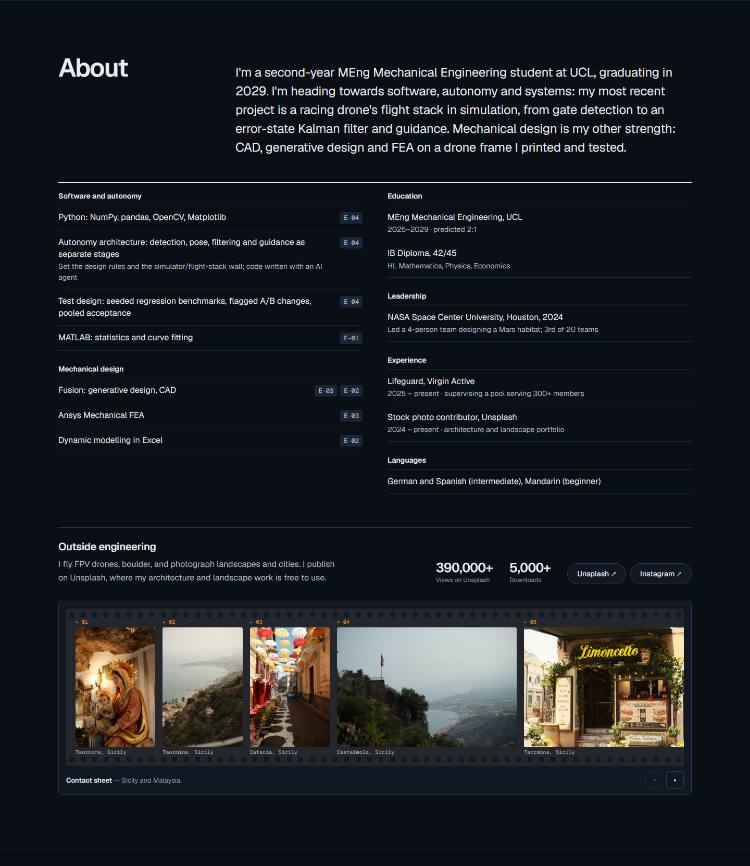 About
I'm a second-year MEng Mechanical Engineering student at UCL, graduating in
2029. I'm heading towards software, autonomy and systems: my most recent
project is a racing drone's flight stack in simulation, from gate detection to an
error-state Kalman filter and guidance. Mechanical design is my other strength:
CAD, generative design and FEA on a drone frame I printed and tested.
Software and autonomy
Python: NumPy, pandas, OpenCV, Matplotlib
E-04
Autonomy architecture: detection, pose, filtering and guidance as
separate stages
E-04
Set the design rules and the simulator/flight-stack wall; code written with an AI
agent
Test design: seeded regression benchmarks, flagged A/B changes,
pooled acceptance
E-04
MATLAB: statistics and curve fitting
E-01
Mechanical design
Fusion: generative design, CAD
E-03 E-02
Ansys Mechanical FEA
E-03
Dynamic modelling in Excel
E-02
Education
MEng Mechanical Engineering, UCL
2025–2029 · predicted 2:1
IB Diploma, 42/45
HL Mathematics, Physics, Economics
Leadership
NASA Space Center University, Houston, 2024
Led a 4-person team designing a Mars habitat; 3rd of 20 teams
Experience
Lifeguard, Virgin Active
2025 – present · supervising a pool serving 300+ members
Stock photo contributor, Unsplash
2024 – present · architecture and landscape portfolio
Languages
German and Spanish (intermediate), Mandarin (beginner)
Outside engineering
I fly FPV drones, boulder, and photograph landscapes and cities. I publish
on Unsplash, where my architecture and landscape work is free to use.
390,000+
Views on Unsplash
5,000+
Downloads
Unsplash ↗
Instagram ↗
▸ 01
▸ 02
▸ 03
▸ 04
▸ 05
Limoncello
Taormina, Sicily
Taormina, Sicily
Catania, Sicily
Castelmola, Sicily
Taormina, Sicily
Contact sheet — Sicily and Malaysia.